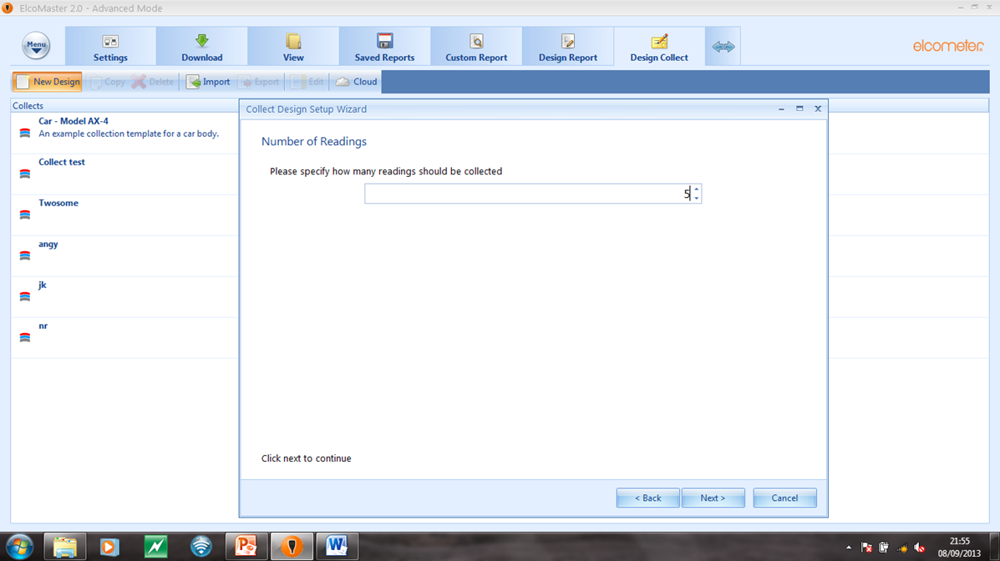 ElcoMaster 2.0 - Advanced Mode
Menu
Settings
Download
View
Saved Reports
Custom Report
Design Report
Design Collect
elcometer
New Design
Copy
Delete
Import
Export
Edit
Cloud
Collects
Car - Model AX-4
An example collection template for a car body.
Collect test
Twosome
angy
jk
nr
Collect Design Setup Wizard
Number of Readings
Please specify how many readings should be collected
5
Click next to continue
< Back
Next >
Cancel
21:55
08/09/2013